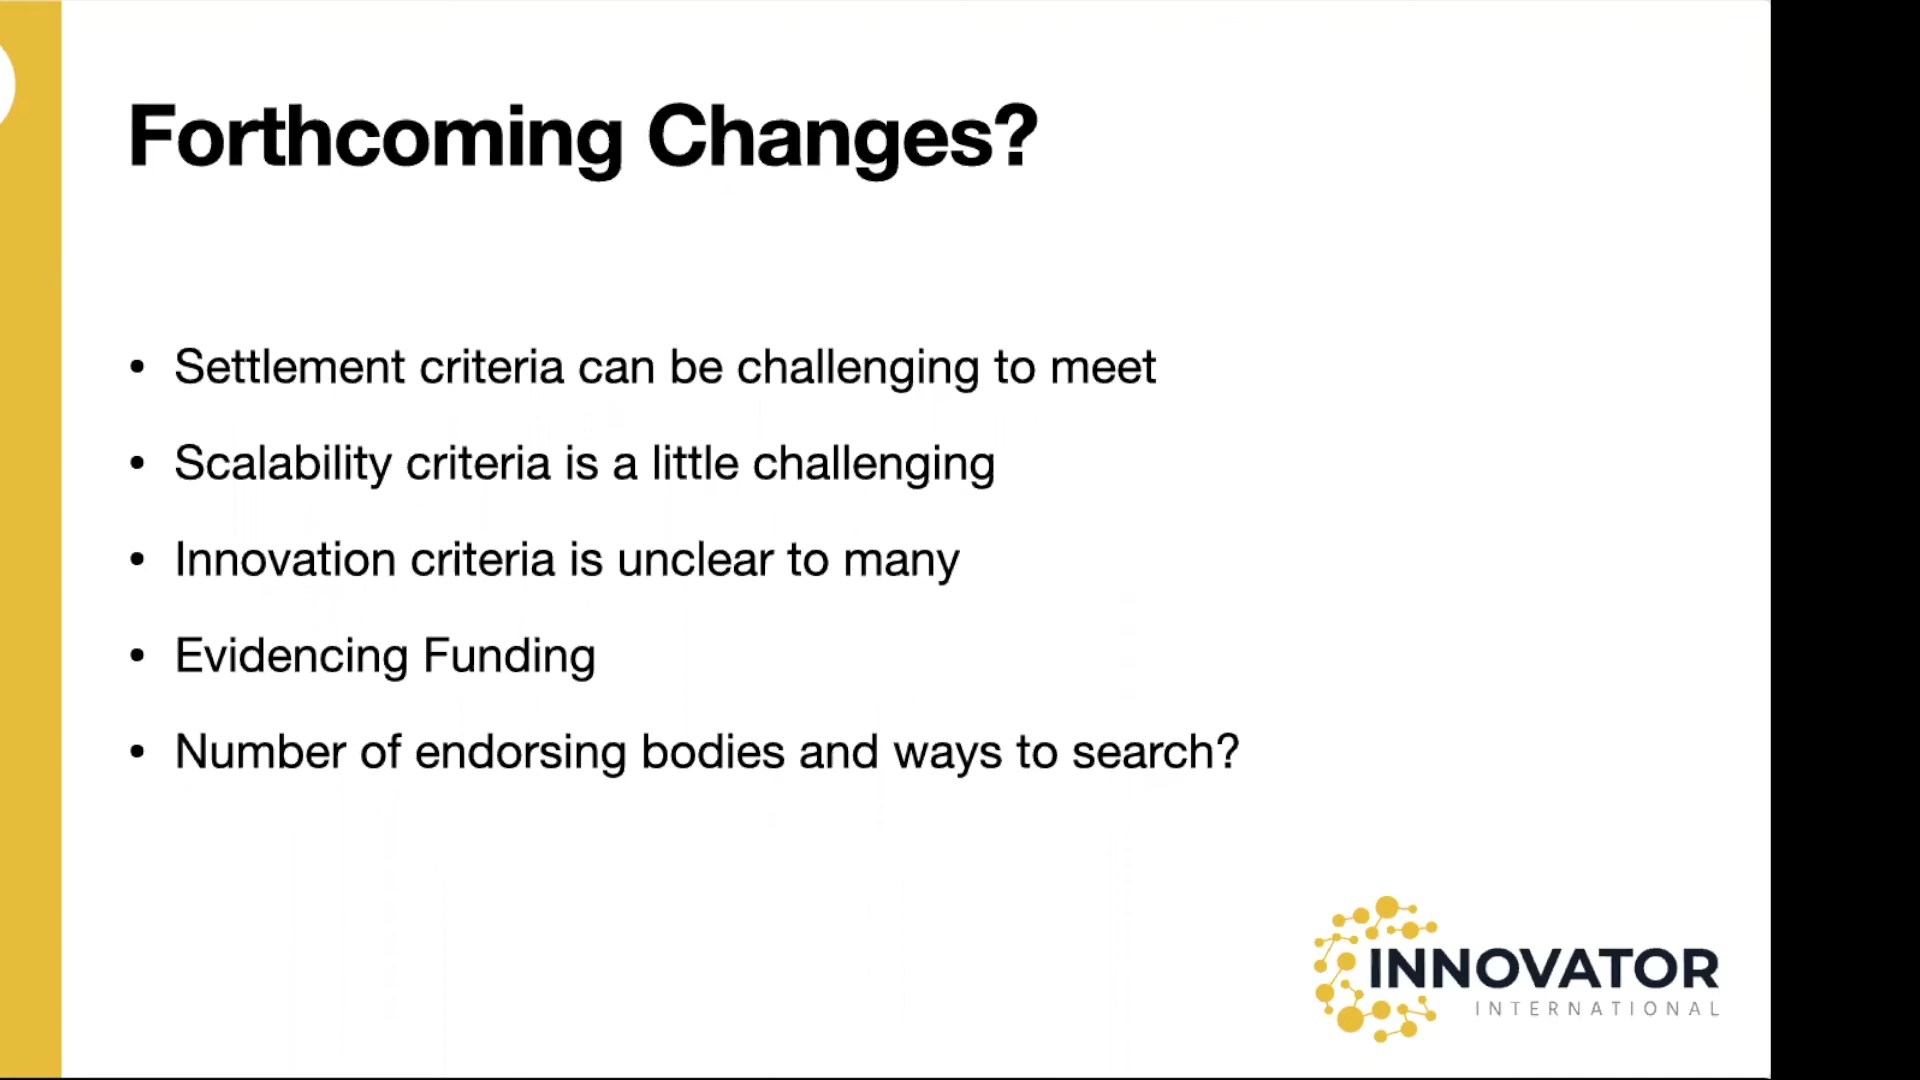 Forthcoming Changes?
• Settlement criteria can be challenging to meet
• Scalability criteria is a little challenging
• Innovation criteria is unclear to many
• Evidencing Funding
• Number of endorsing bodies and ways to search?
INNOVATOR
INTERNATIONAL